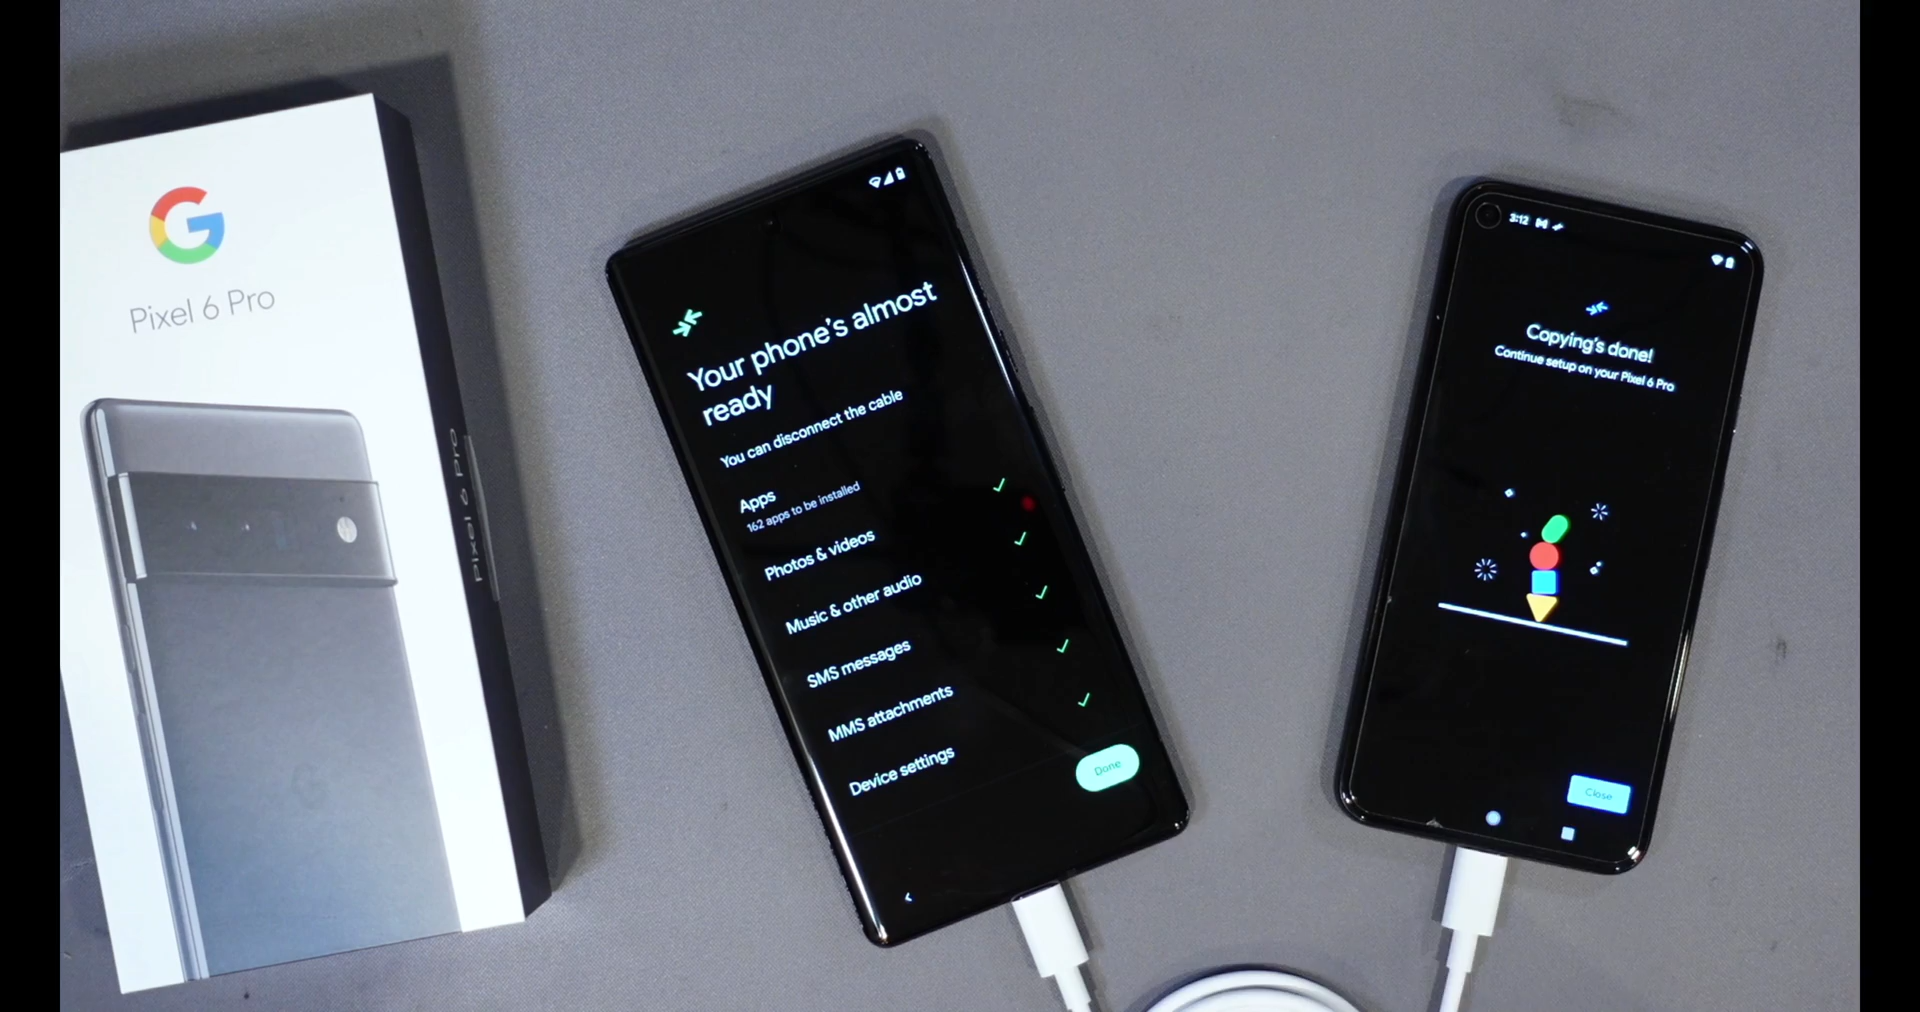 G
Pixel 6 Pro
Pixel 6 Pro
Your phone's almost
ready
You can disconnect the cable
Apps
162 apps to be installed
Photos & videos
Music & other audio
SMS messages
MMS attachments
Device settings
Done
3:12
Copying's done!
Continue setup on your Pixel 6 Pro
Close